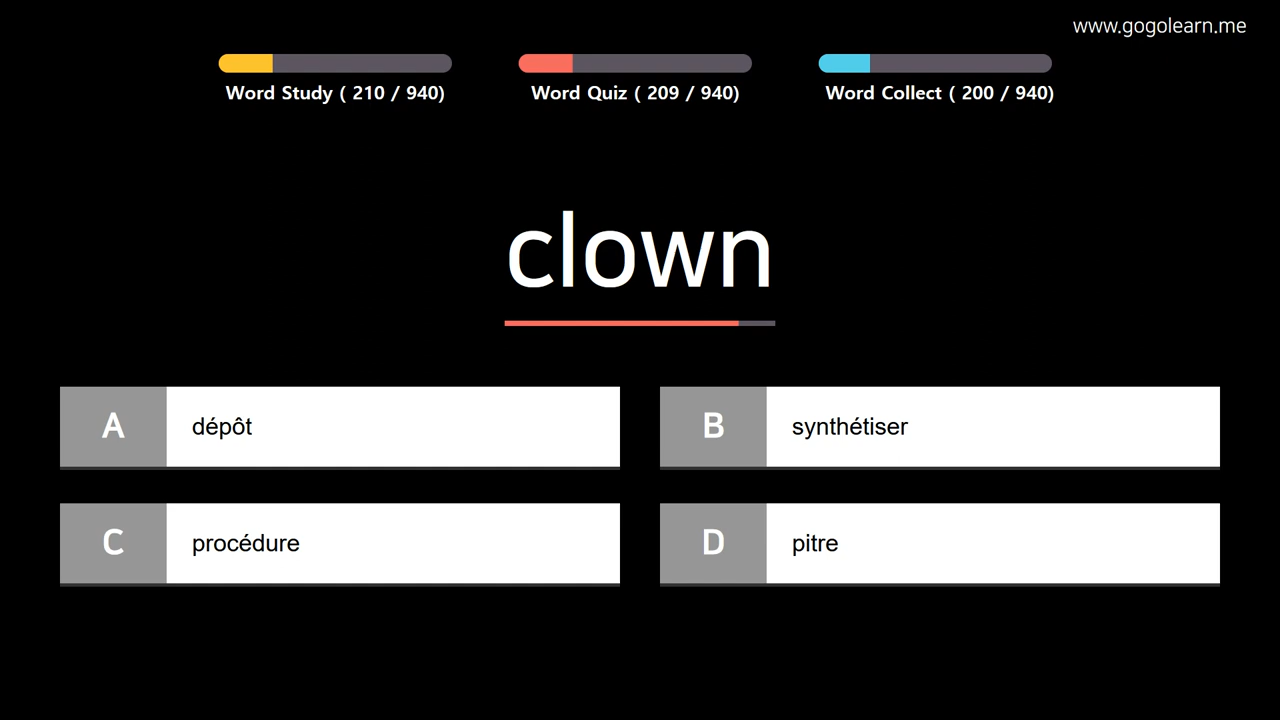 www.gogolearn.me
Word Study ( 210 / 940)
Word Quiz ( 209 / 940)
Word Collect ( 200 / 940)
clown
A dépôt
B synthétiser
C procédure
D pitre